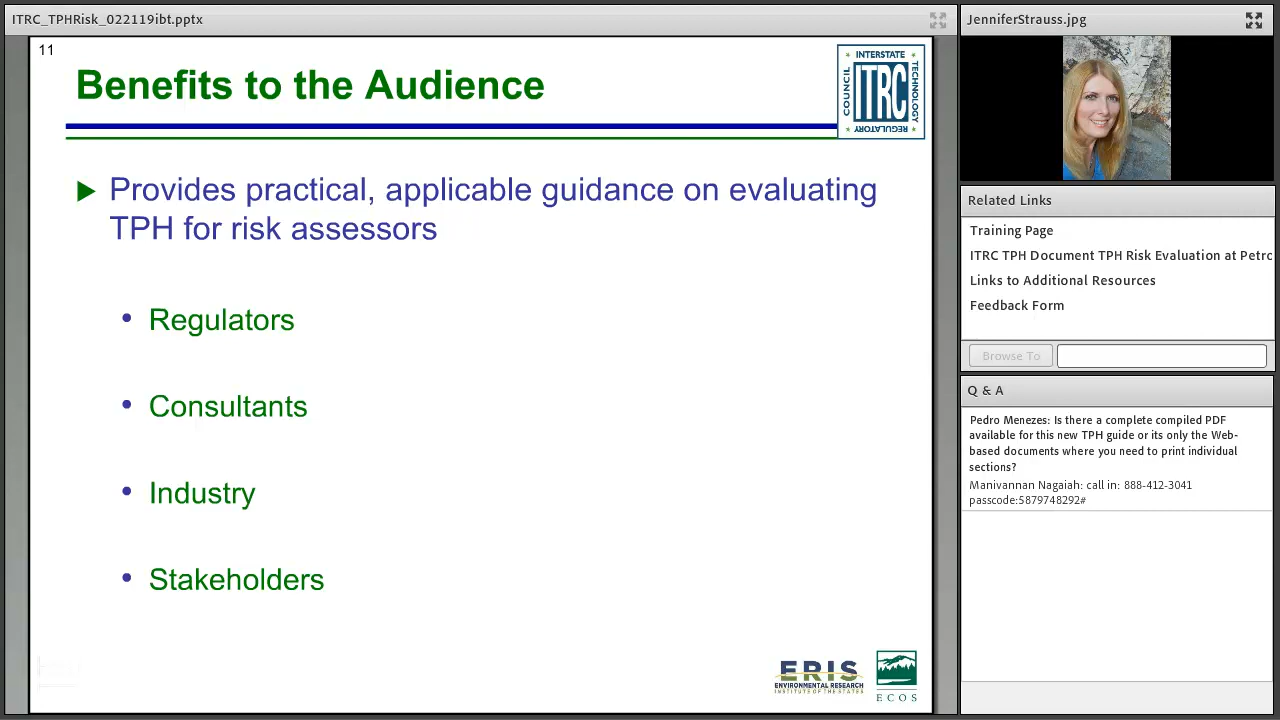 ITRC_TPHRisk_022119ibt.pptx
11
Benefits to the Audience
INTERSTATE
TECHNOLOGY
REGULATORY
COUNCIL
ITRC
Provides practical, applicable guidance on evaluating
TPH for risk assessors
• Regulators
• Consultants
• Industry
• Stakeholders
ERIS
ENVIRONMENTAL RESEARCH
INSTITUTE OF THE STATES
ECOS
JenniferStrauss.jpg
Related Links
Training Page
ITRC TPH Document TPH Risk Evaluation at Petrc
Links to Additional Resources
Feedback Form
Browse To
Q & A
Pedro Menezes: Is there a complete compiled PDF
available for this new TPH guide or its only the Web-
based documents where you need to print individual
sections?
Manivannan Nagaiah: call in: 888-412-3041
passcode:5879748292#